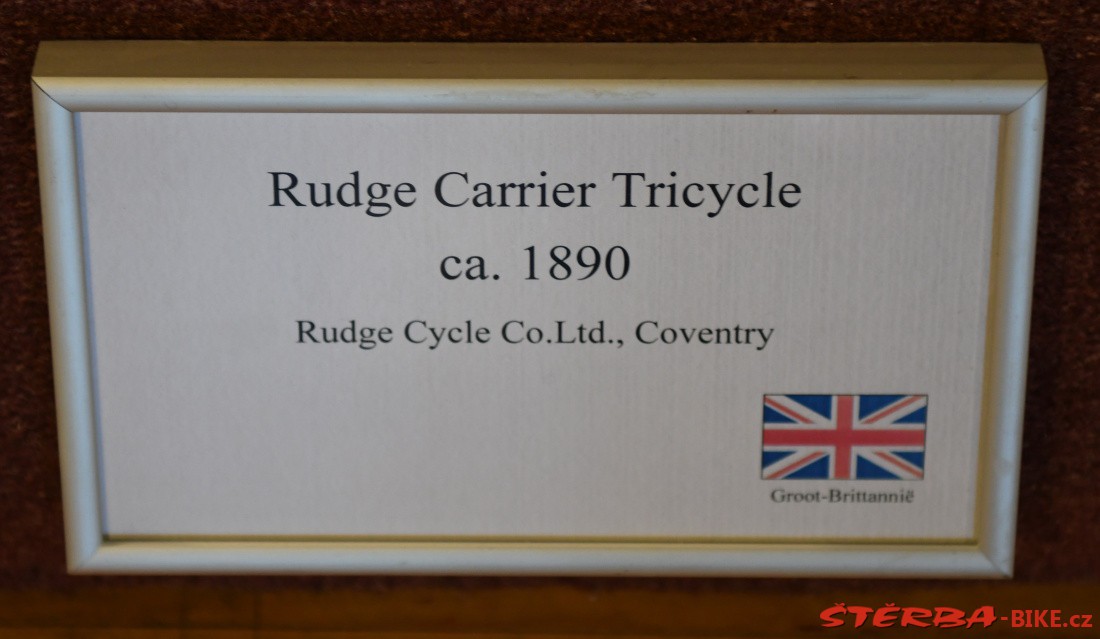 Rudge Carrier Tricycle
ca. 1890
Rudge Cycle Co.Ltd., Coventry
Groot-Brittannië
ŠTĚRBA-BIKE.cz